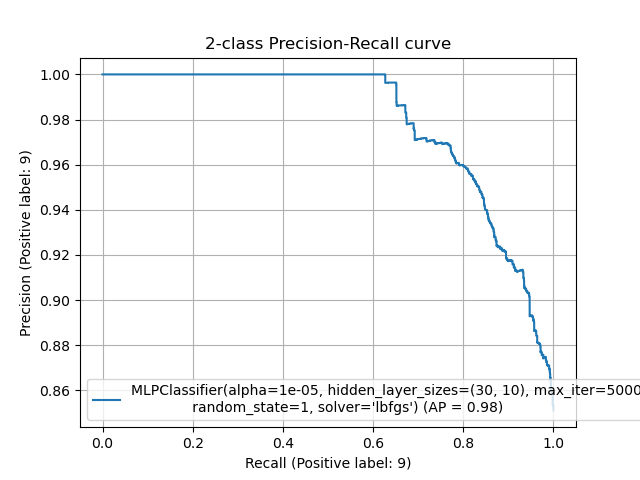 2-class Precision-Recall curve
1.00
0.98
0.96
0.94
0.92
0.90
0.88
0.86
Precision (Positive label: 9)
MLPClassifier(alpha=1e-05, hidden_layer_sizes=(30, 10), max_iter=5000
random_state=1, solver='lbfgs') (AP = 0.98)
0.0 0.2 0.4 0.6 0.8 1.0
Recall (Positive label: 9)